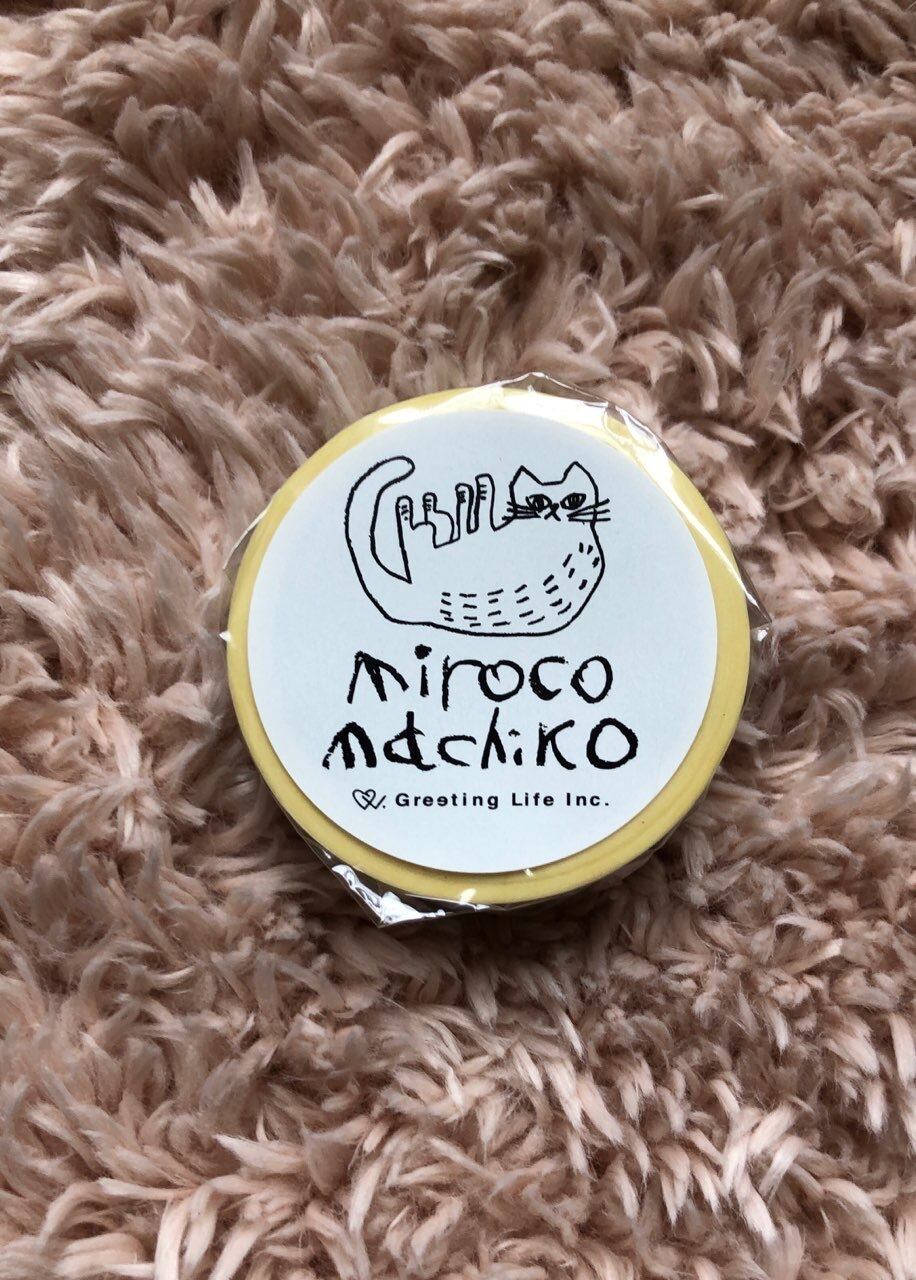 miroco
machiko
Greeting Life Inc.